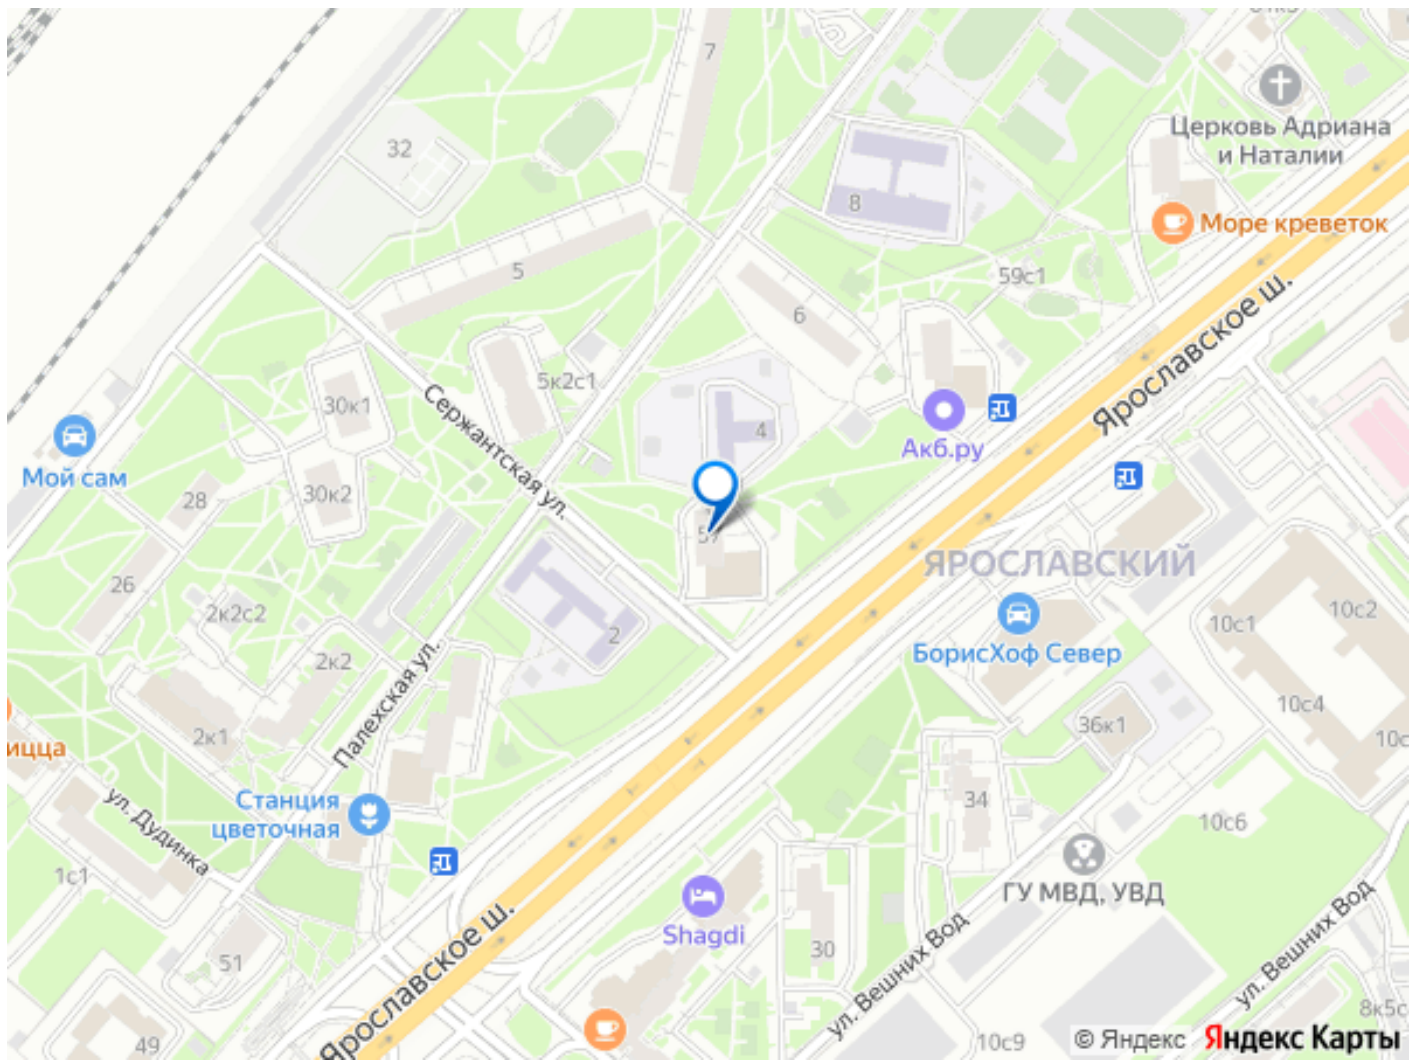 7
Церковь Адриана
и Наталии
32
8
Море креветок
5
59с1
6
Ярославское ш.
5к2с1
30к1
Сержантская ул.
4
Акб.ру
Мой сам
28
30к2
57
ЯРОСЛАВСКИЙ
26
2к2с2
2
10с1
10с2
БорисХоф Север
2к2
Палехская ул.
10с4
36к1
2к1
10с
ицца
ул. Дудинка
Станция
цветочная
34
10с6
1с1
ГУ МВД, УВД
Shagdi
30
ул. Вешних Вод
ул. Вешних Вод
51
Ярославское ш.
8к5с
49
10с9
© Яндекс Яндекс Карты